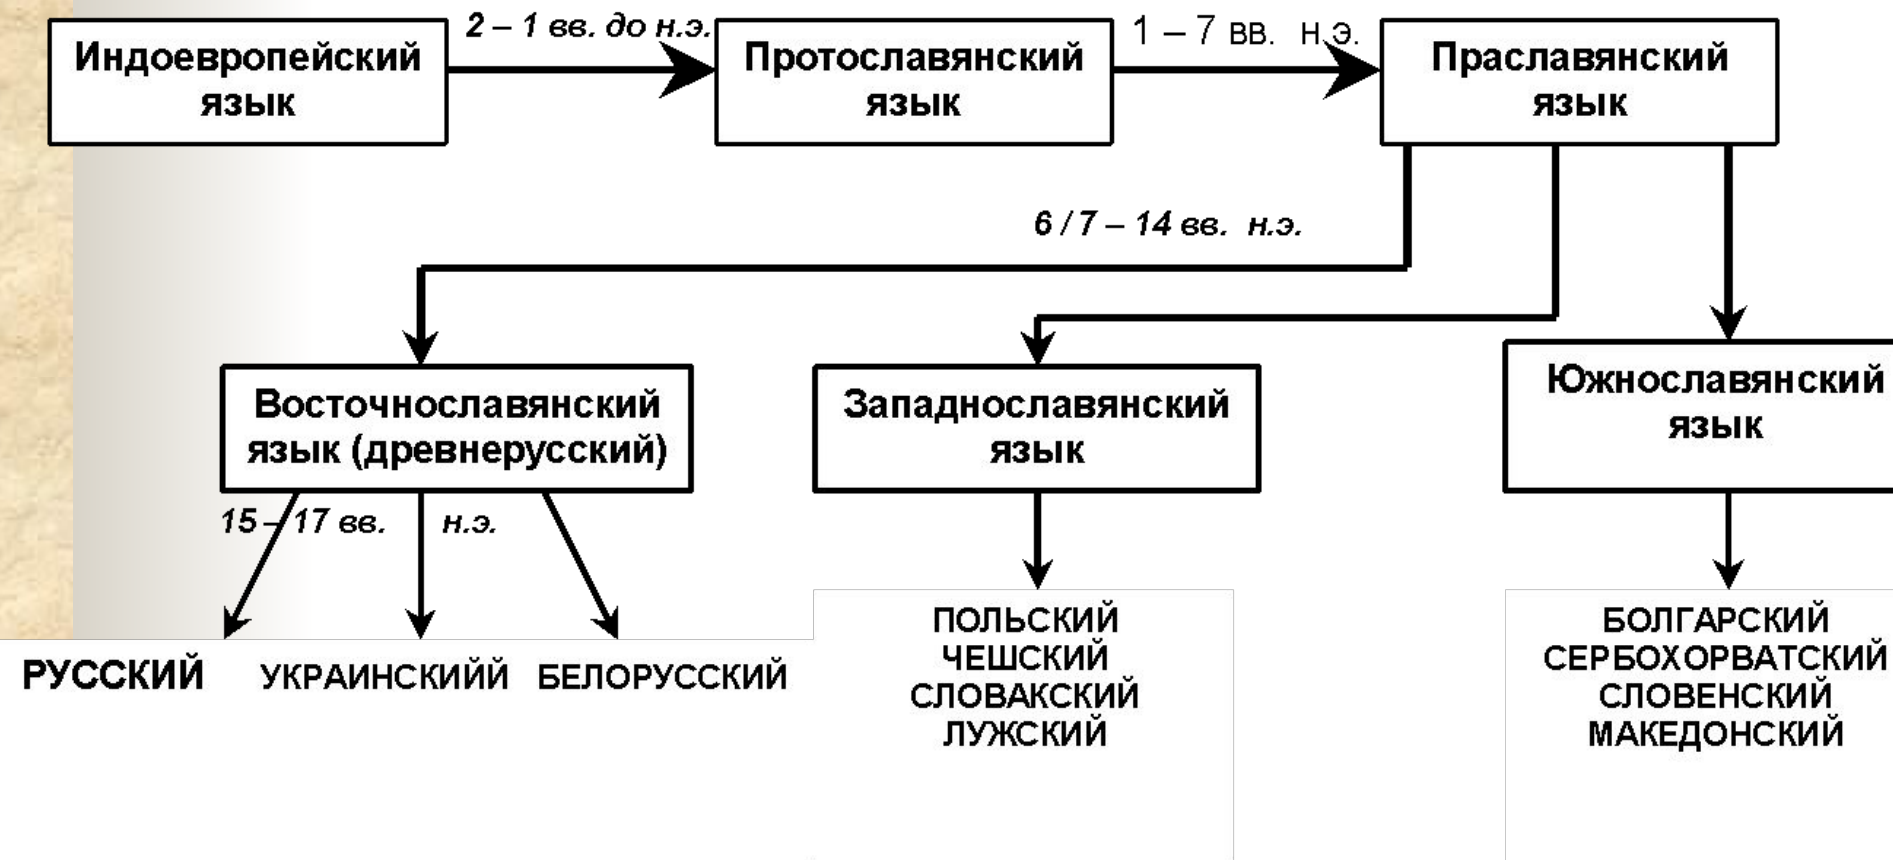 2 – 1 вв. до н.э.
1 – 7 вв. н.э.
Индоевропейский
язык
Протославянский
язык
Праславянский
язык
6 / 7 – 14 вв. н.э.
Восточнославянский
язык (древнерусский)
Западнославянский
язык
Южнославянский
язык
15 – 17 вв. н.э.
РУССКИЙ
УКРАИНСКИЙЙ
БЕЛОРУССКИЙ
ПОЛЬСКИЙ
ЧЕШСКИЙ
СЛОВАКСКИЙ
ЛУЖСКИЙ
БОЛГАРСКИЙ
СЕРБОХОРВАТСКИЙ
СЛОВЕНСКИЙ
МАКЕДОНСКИЙ